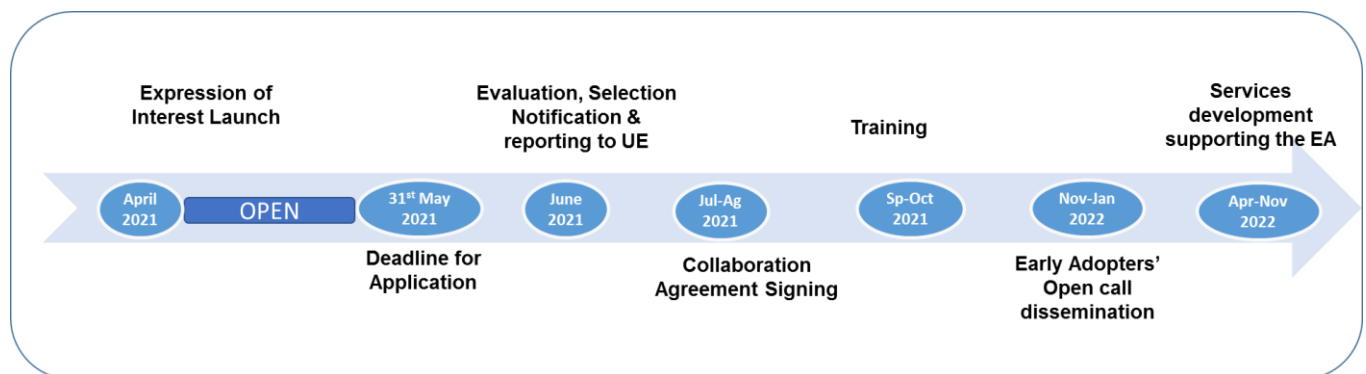 Expression of
Interest Launch
Evaluation, Selection
Notification &
reporting to UE
Training
Services
development
supporting the EA
April
2021
OPEN
31st May
2021
June
2021
Jul-Ag
2021
Sp-Oct
2021
Nov-Jan
2022
Apr-Nov
2022
Deadline for
Application
Collaboration
Agreement Signing
Early Adopters’
Open call
dissemination